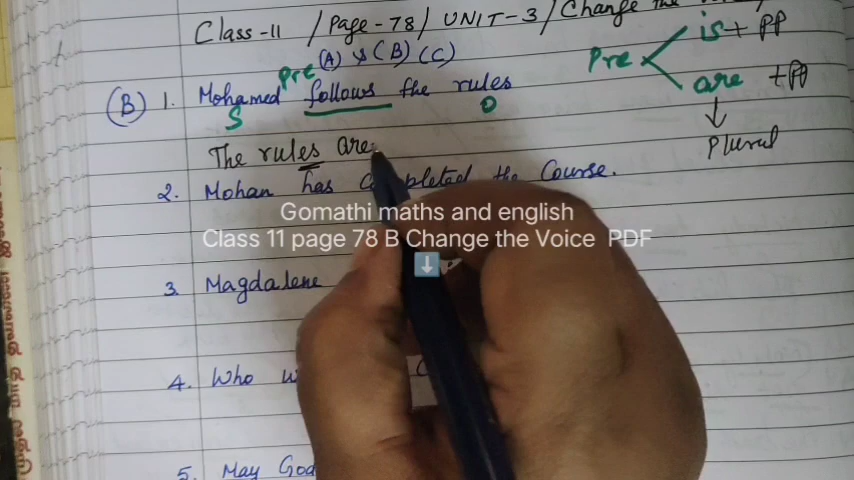 Class-11 / Page-78 / UNIT-3 / Change the
(A) & (B) (C)
Pre is + PP
are + PP
Plural
Pre
(B) 1. Mohamed follows the rules
S O
The rules are
2. Mohan has completed the Course.
Gomathi maths and english
Class 11 page 78 B Change the Voice PDF
3. Magdalene
4. Who
5. May God